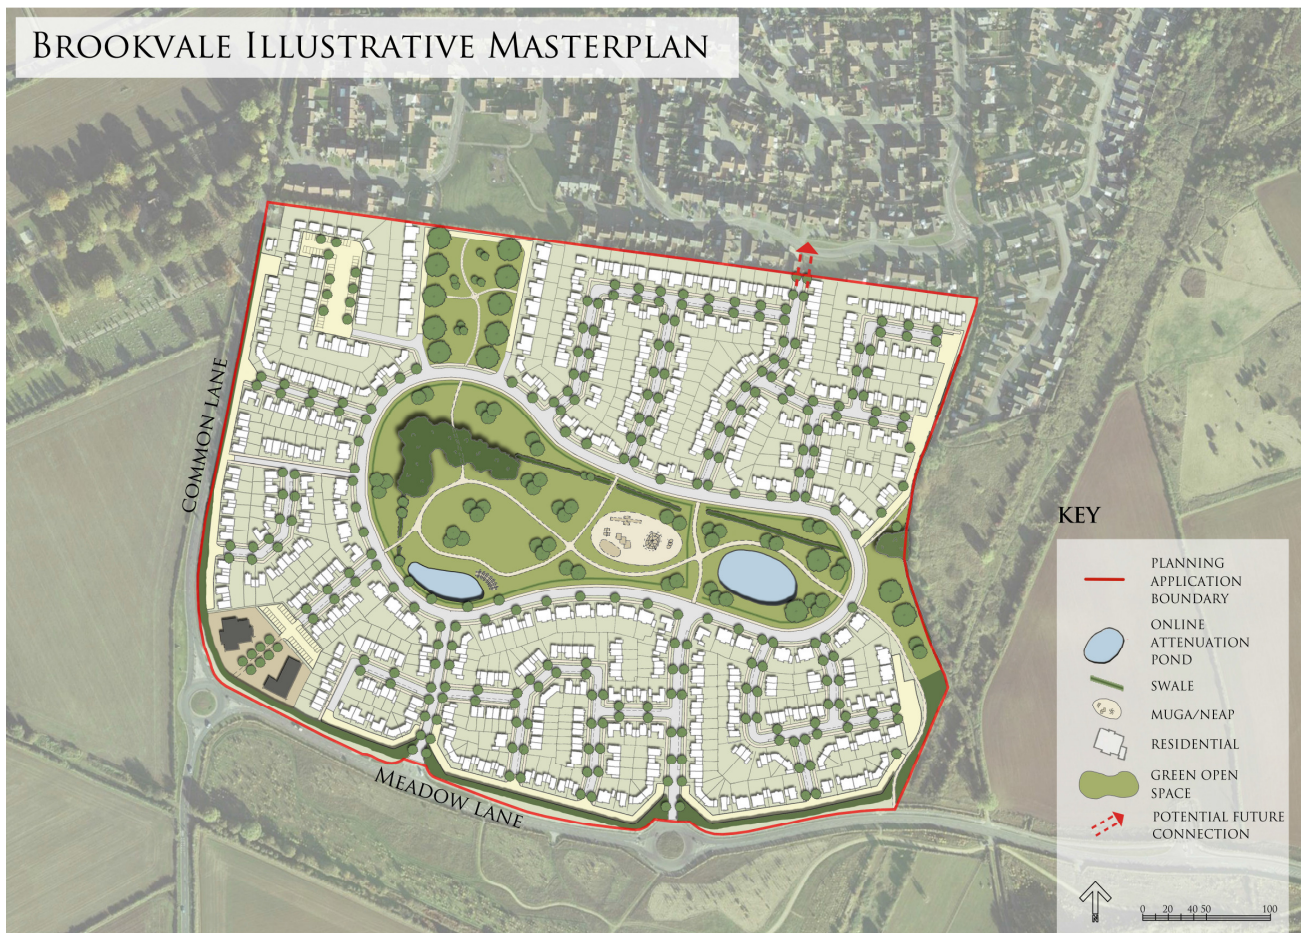 BROOKVALE ILLUSTRATIVE MASTERPLAN
COMMON LANE
MEADOW LANE
KEY
PLANNING
APPLICATION
BOUNDARY
ONLINE
ATTENUATION
POND
SWALE
MUGA/NEAP
RESIDENTIAL
GREEN OPEN
SPACE
POTENTIAL FUTURE
CONNECTION
0 20 40 50 100